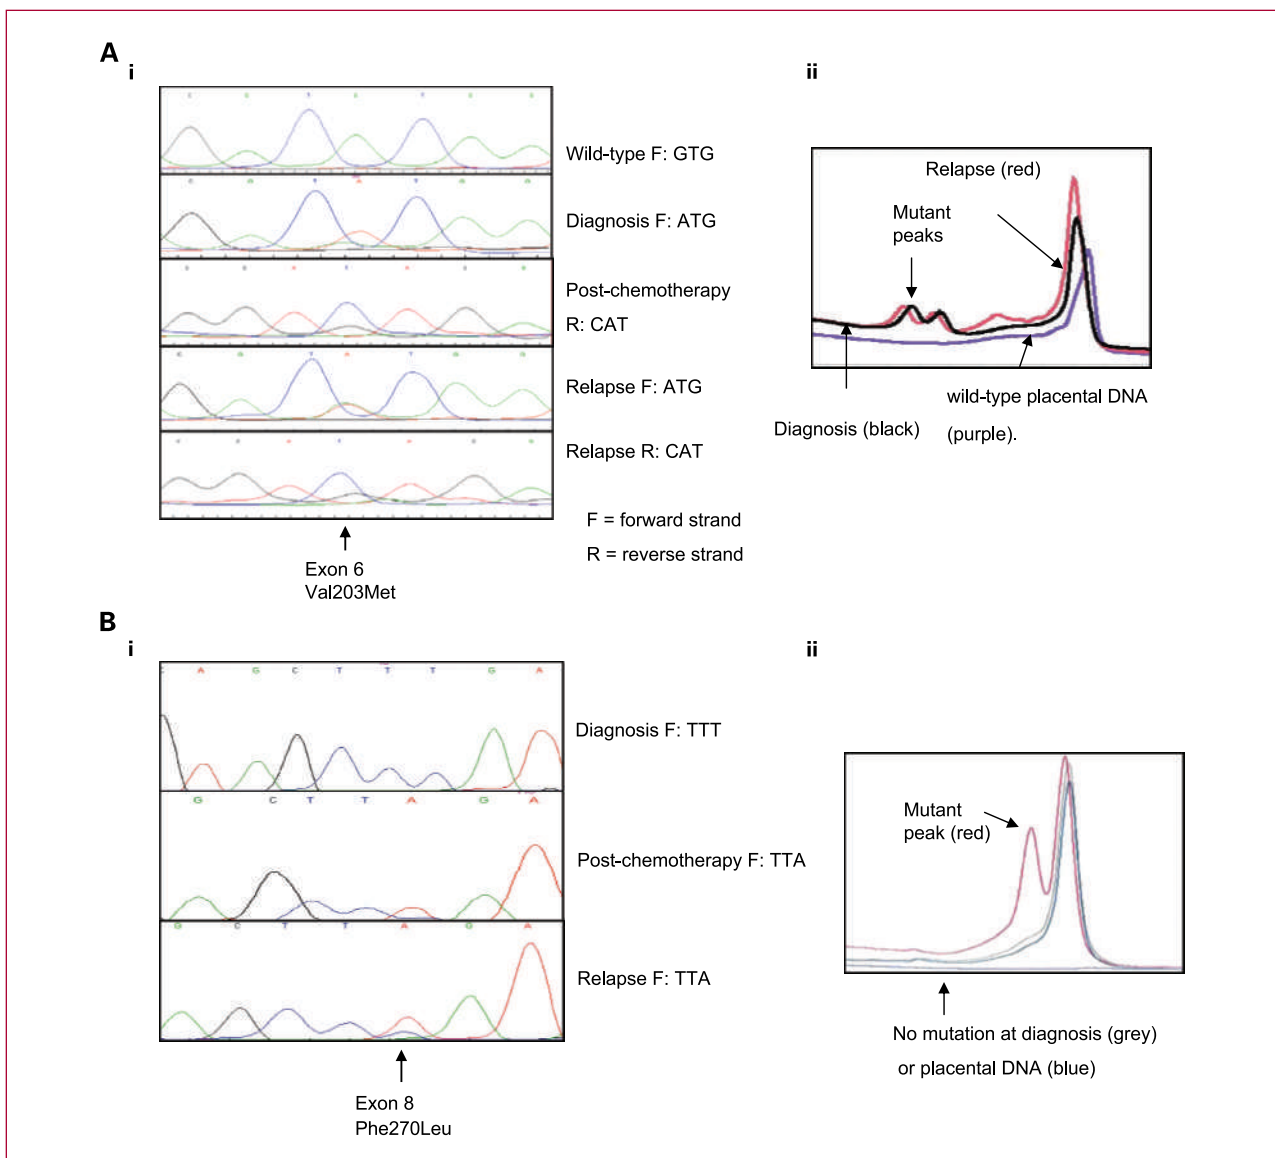 A
i
ii
Wild-type F: GTG
Diagnosis F: ATG
C G T A T G G
Post-chemotherapy
R: CAT
Relapse F: ATG
C G T A T G G
Relapse R: CAT
F = forward strand
R = reverse strand
Exon 6
Val203Met
Relapse (red)
Mutant
peaks
wild-type placental DNA
(purple).
Diagnosis (black)
B
i
ii
A G C T T T G A
Diagnosis F: TTT
G C T T A G A
Post-chemotherapy F: TTA
G C T T A G A
Relapse F: TTA
Exon 8
Phe270Leu
Mutant
peak (red)
No mutation at diagnosis (grey)
or placental DNA (blue)